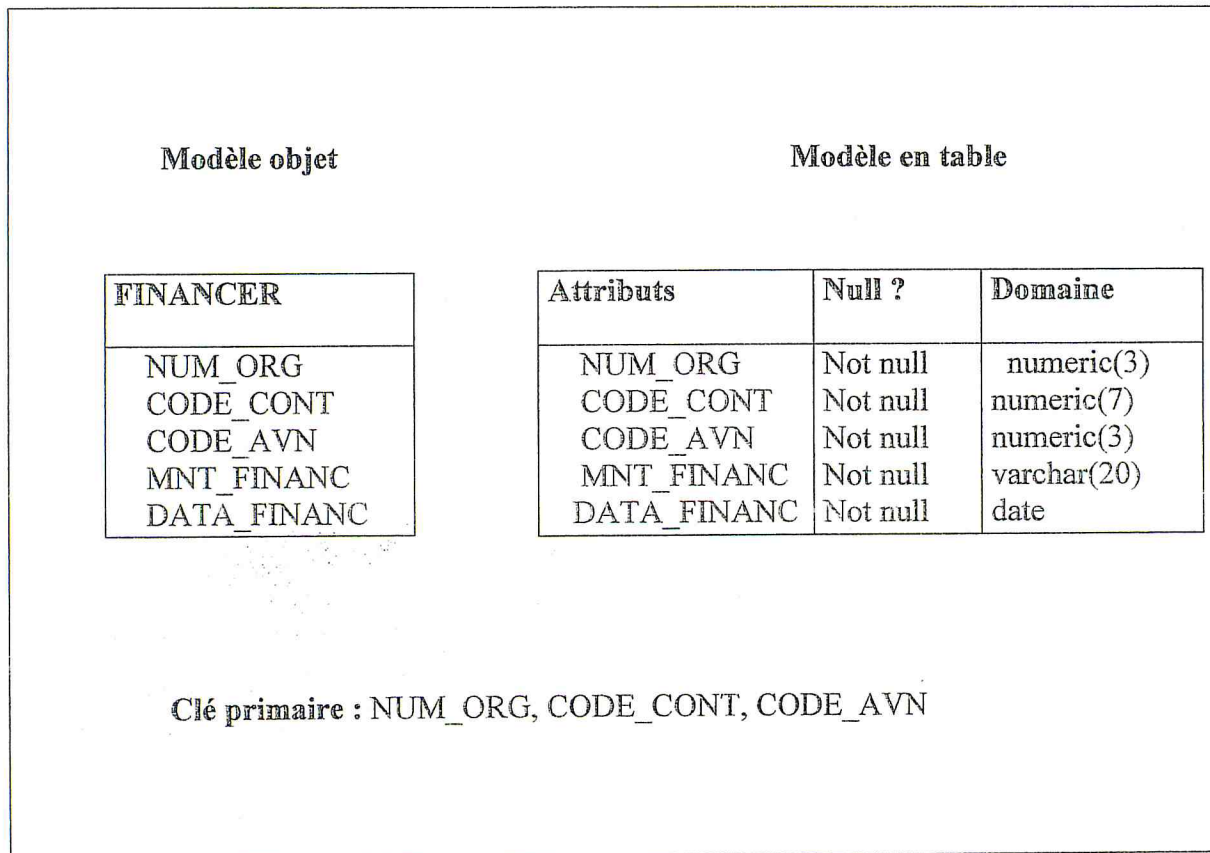 Modèle objet
Modèle en table
FINANCER
NUM_ORG
CODE_CONT
CODE_AVN
MNT_FINANC
DATA_FINANC
Attributs Null ? Domaine
NUM_ORG Not null numeric(3)
CODE_CONT Not null numeric(7)
CODE_AVN Not null numeric(3)
MNT_FINANC Not null varchar(20)
DATA_FINANC Not null date
Clé primaire : NUM_ORG, CODE_CONT, CODE_AVN